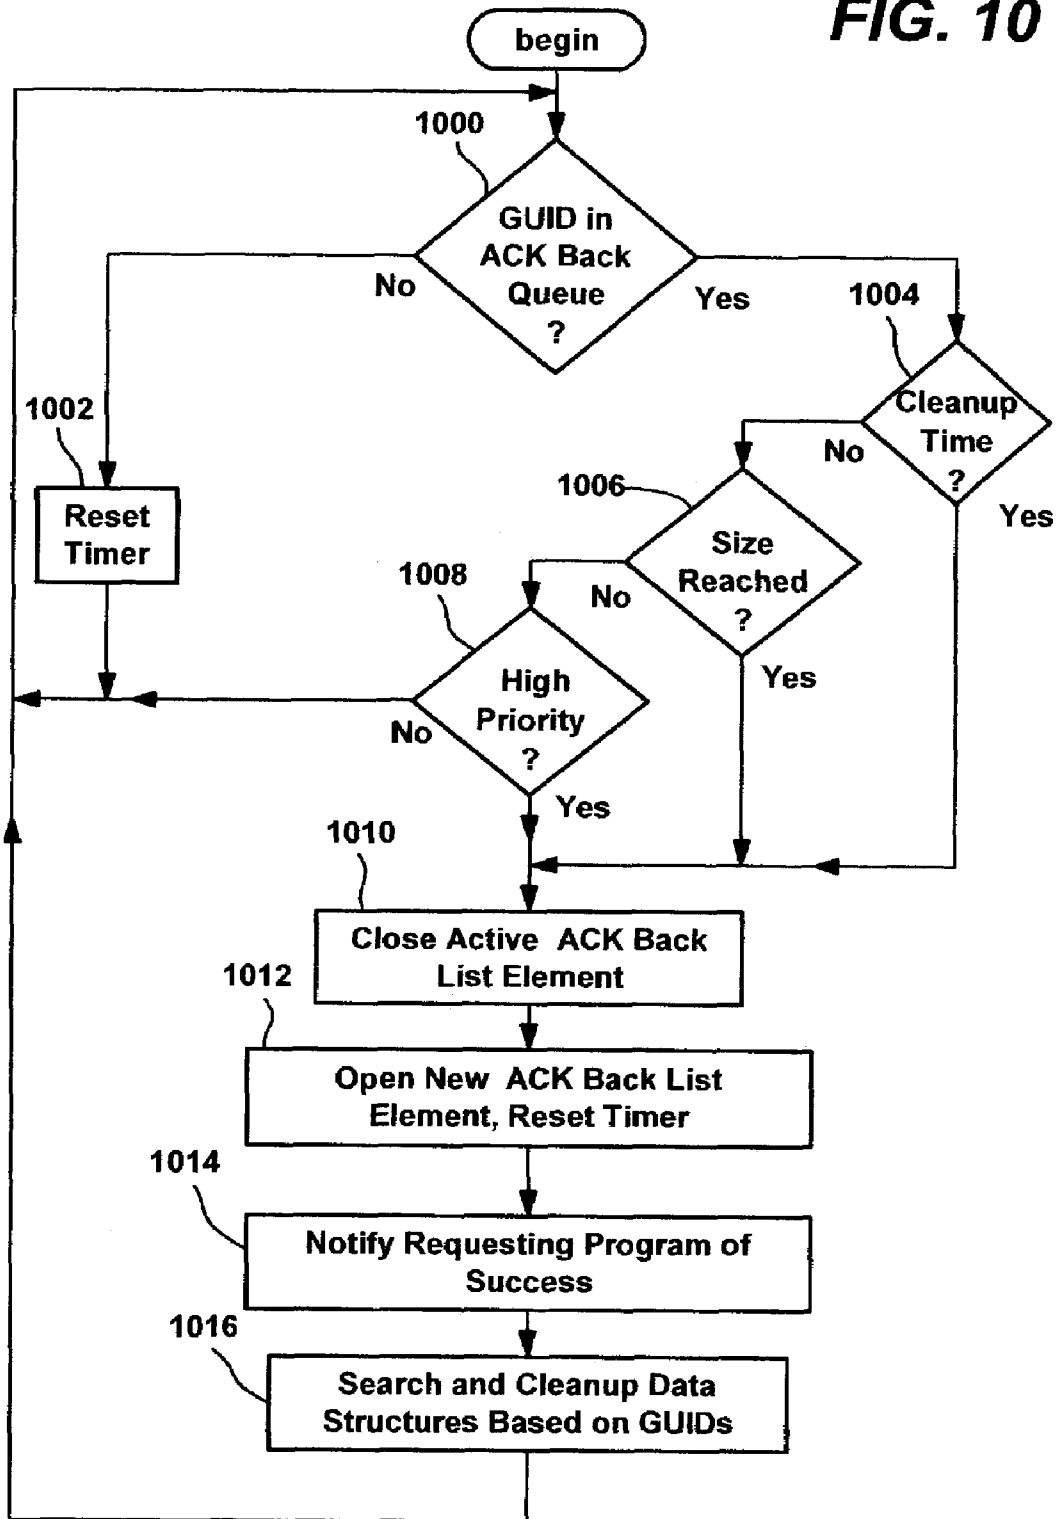 FIG. 10
begin
1000
GUID in
ACK Back
Queue
?
No
Yes
1004
Cleanup
Time
?
No
Yes
1002
Reset
Timer
1006
Size
Reached
?
No
Yes
1008
High
Priority
?
No
Yes
1010
Close Active ACK Back
List Element
1012
Open New ACK Back List
Element, Reset Timer
1014
Notify Requesting Program of
Success
1016
Search and Cleanup Data
Structures Based on GUIDs